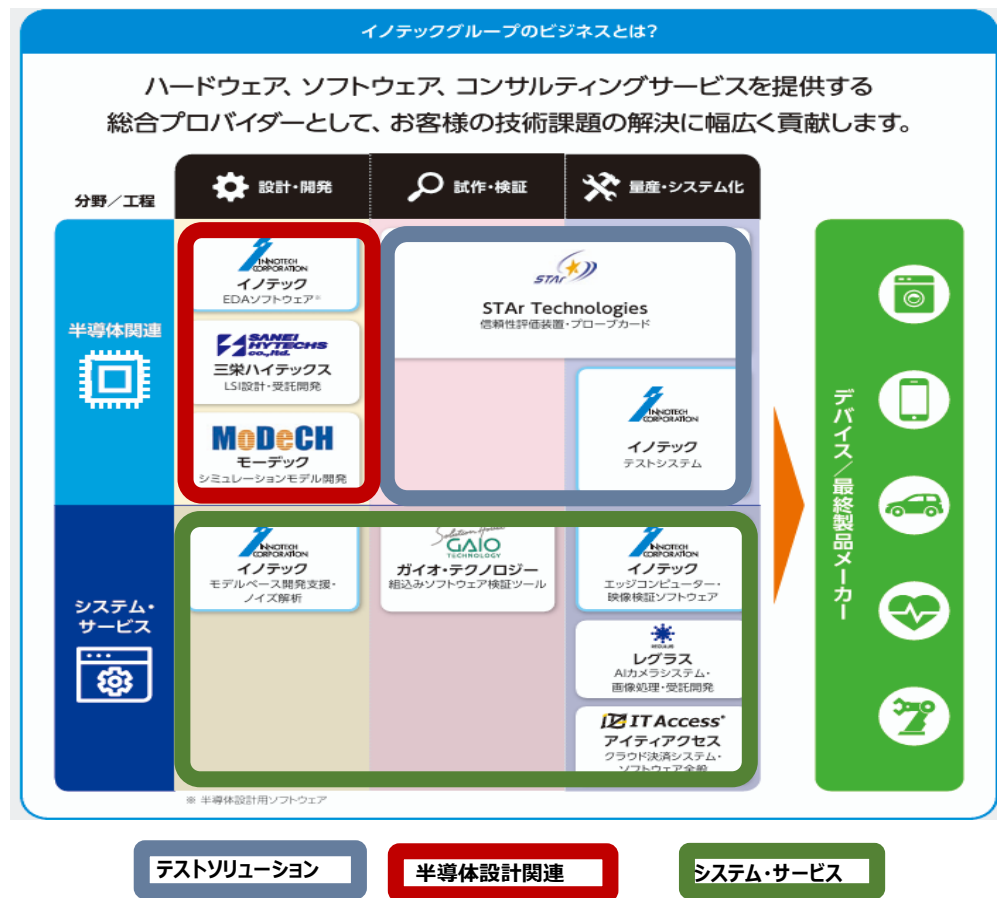 イノテックグループのビジネスとは?
ハードウェア、ソフトウェア、コンサルティングサービスを提供する
総合プロバイダーとして、お客様の技術課題の解決に幅広く貢献します。
分野／工程
設計・開発
試作・検証
量産・システム化
半導体関連
INNOTECH
CORPORATION
イノテック
EDAソフトウェア※
SANEI
HYTECHS
co.,ltd.
三栄ハイテックス
LSI設計・受託開発
MoDeCH
モーデック
シミュレーションモデル開発
STAr
STAr Technologies
信頼性評価装置・プローブカード
INNOTECH
CORPORATION
イノテック
テストシステム
システム・
サービス
INNOTECH
CORPORATION
イノテック
モデルベース開発支援・
ノイズ解析
GAIO
TECHNOLOGY
ガイオ・テクノロジー
組込みソフトウェア検証ツール
INNOTECH
CORPORATION
イノテック
エッジコンピューター・
映像検証ソフトウェア
レグラス
AIカメラシステム・
画像処理・受託開発
IT Access
アイティアクセス
クラウド決済システム・
ソフトウェア全般
デバイス／最終製品メーカー
※ 半導体設計用ソフトウェア
テストソリューション
半導体設計関連
システム・サービス